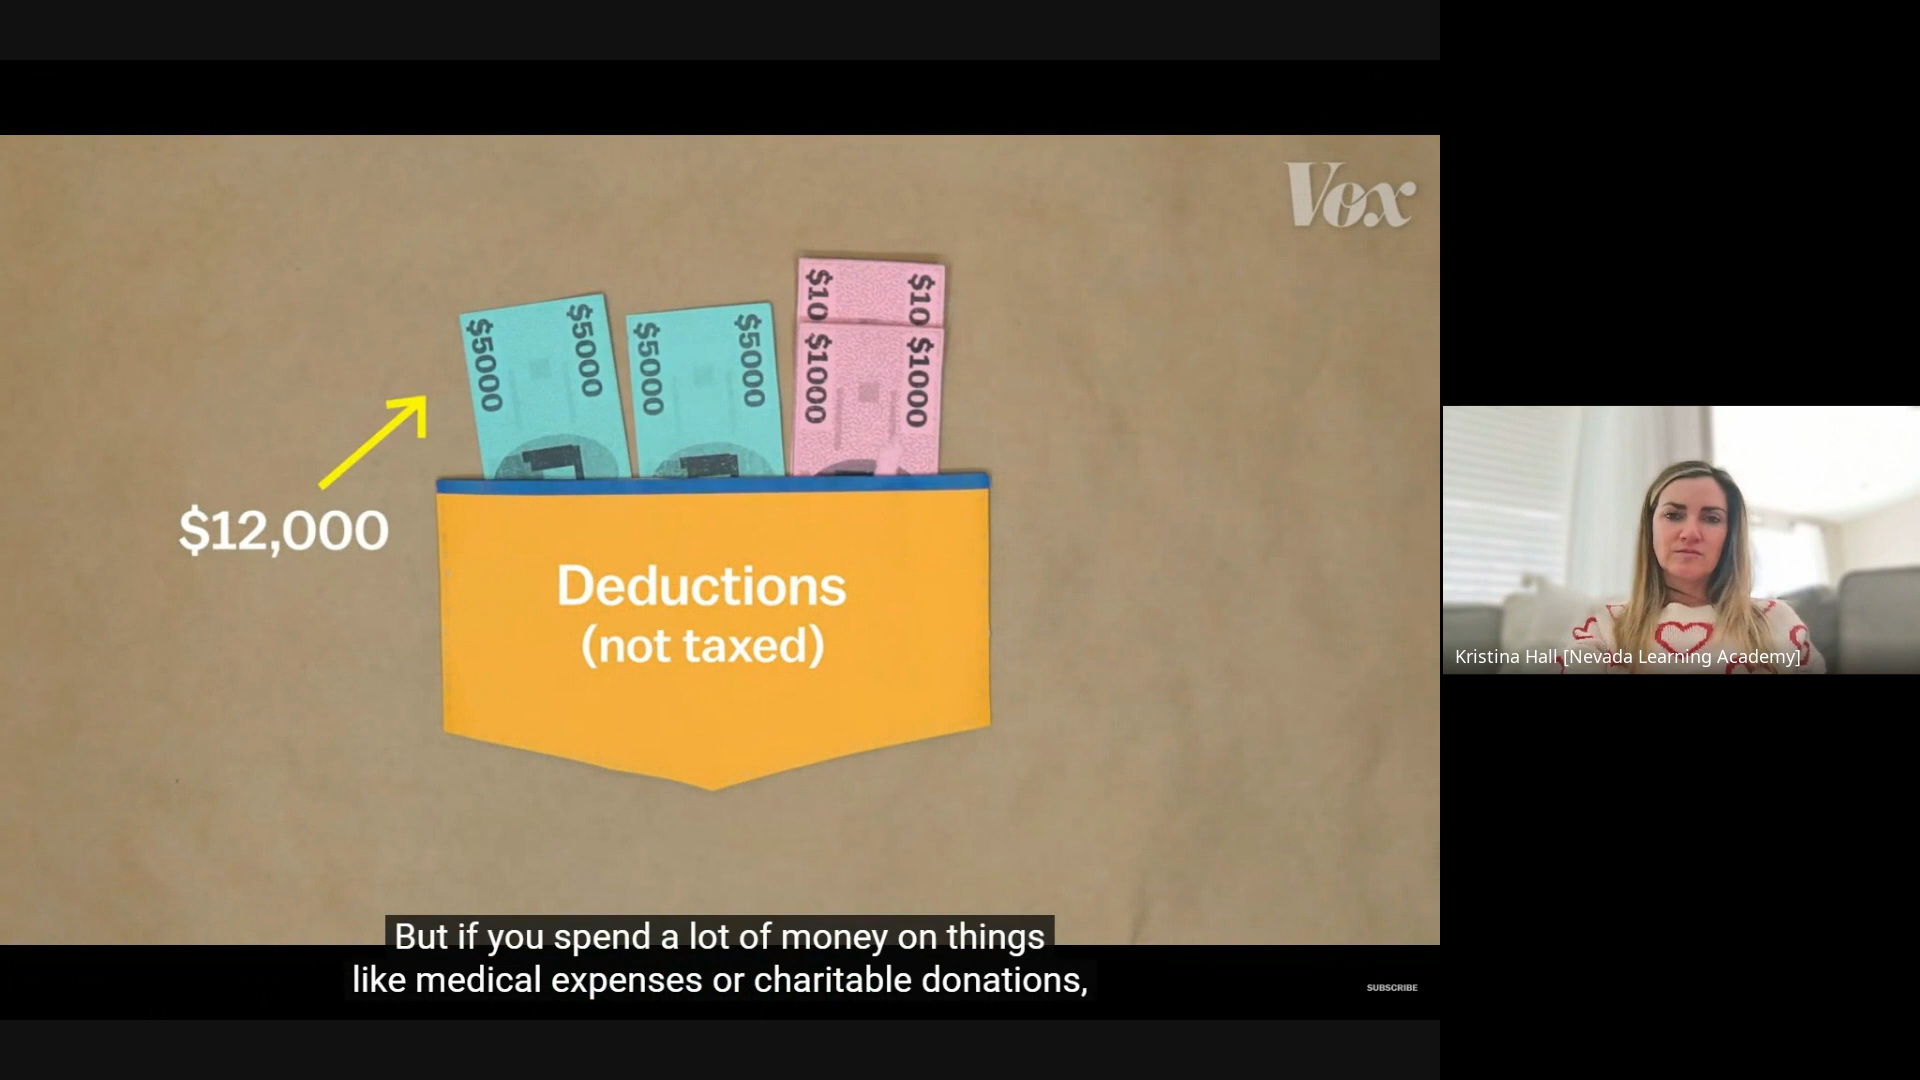 Vox
$5000 $5000
$5000 $5000
$10 $10
$1000 $1000
$12,000
Deductions
(not taxed)
But if you spend a lot of money on things
like medical expenses or charitable donations,
SUBSCRIBE
Kristina Hall [Nevada Learning Academy]